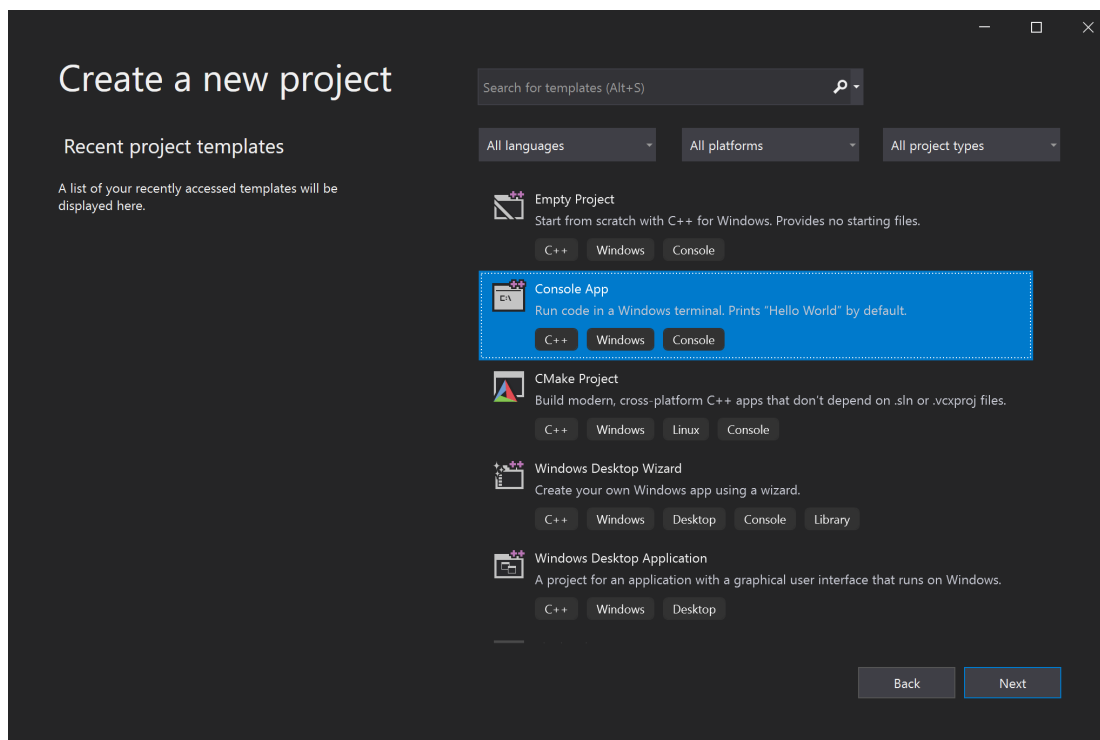 Create a new project
Search for templates (Alt+S)
Recent project templates
A list of your recently accessed templates will be
displayed here.
All languages
All platforms
All project types
Empty Project
Start from scratch with C++ for Windows. Provides no starting files.
C++ Windows Console
C:\
Console App
Run code in a Windows terminal. Prints "Hello World" by default.
C++ Windows Console
CMake Project
Build modern, cross-platform C++ apps that don't depend on .sln or .vcxproj files.
C++ Windows Linux Console
Windows Desktop Wizard
Create your own Windows app using a wizard.
C++ Windows Desktop Console Library
Windows Desktop Application
A project for an application with a graphical user interface that runs on Windows.
C++ Windows Desktop
Back
Next